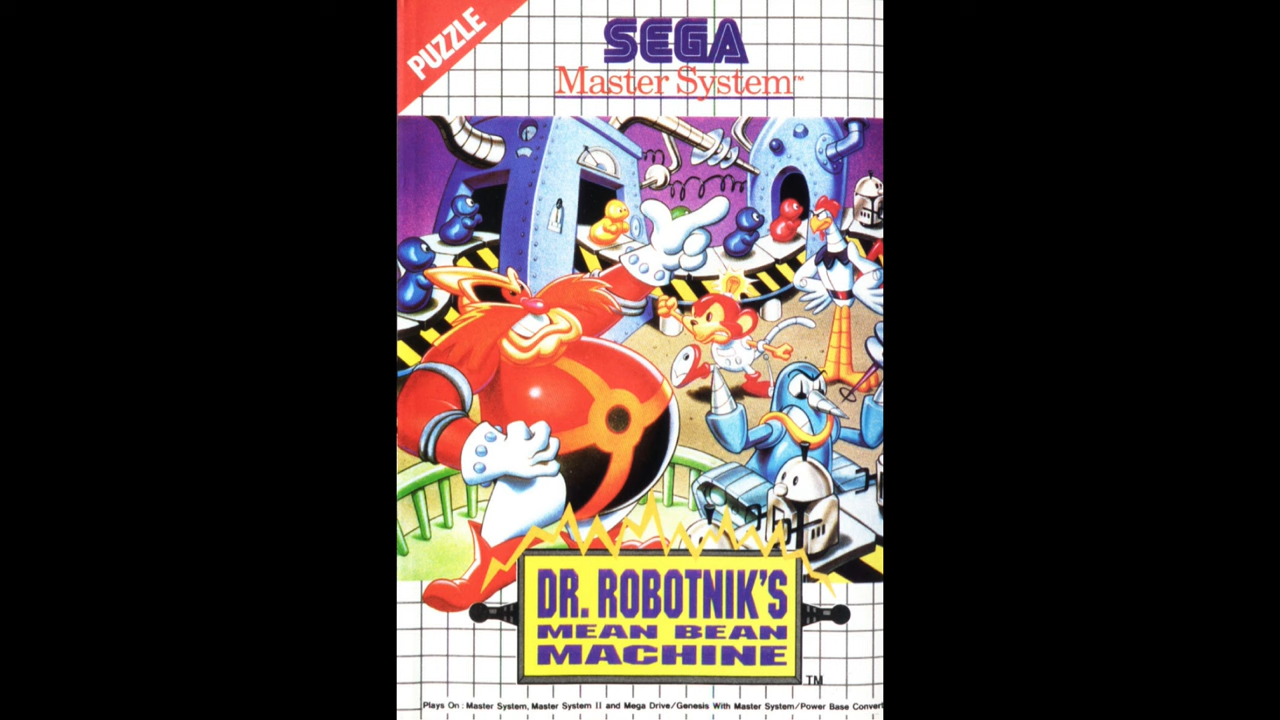 PUZZLE
SEGA
Master System™
DR. ROBOTNIK'S
MEAN BEAN
MACHINE
TM
Plays On : Master System, Master System II and Mega Drive/Genesis With Master System/Power Base Convert